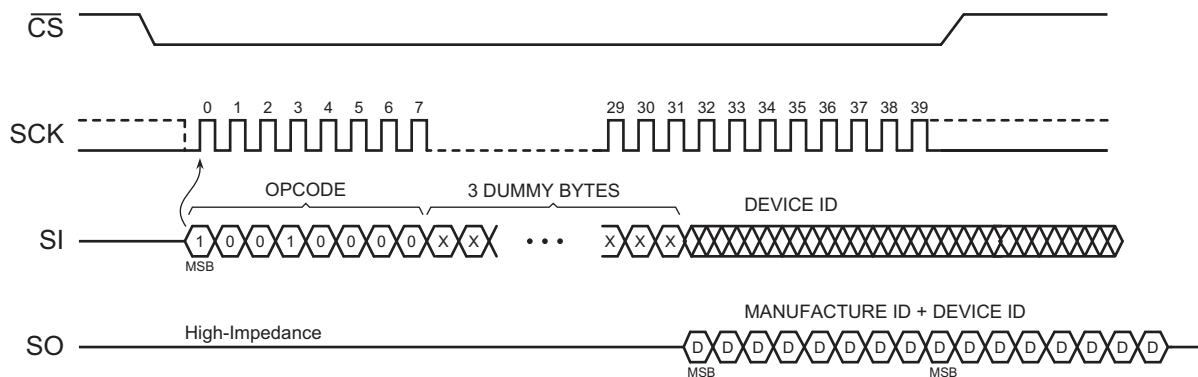 CS
SCK
0 1 2 3 4 5 6 7 29 30 31 32 33 34 35 36 37 38 39
OPCODE 3 DUMMY BYTES DEVICE ID
SI 1 0 0 1 0 0 0 0 X X • • • X X X
MSB
MANUFACTURE ID + DEVICE ID
High-Impedance
SO D D D D D D D D D D D D D D D D
MSB MSB